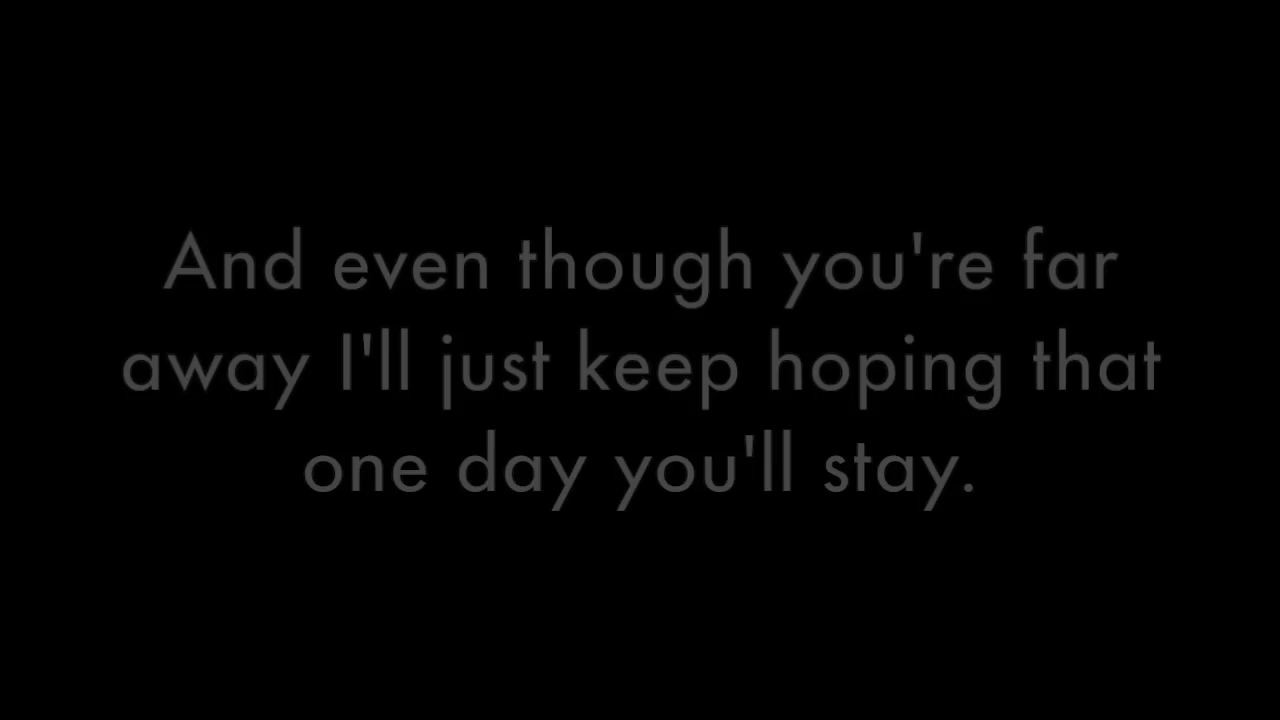 And even though you're far
away I'll just keep hoping that
one day you'll stay.